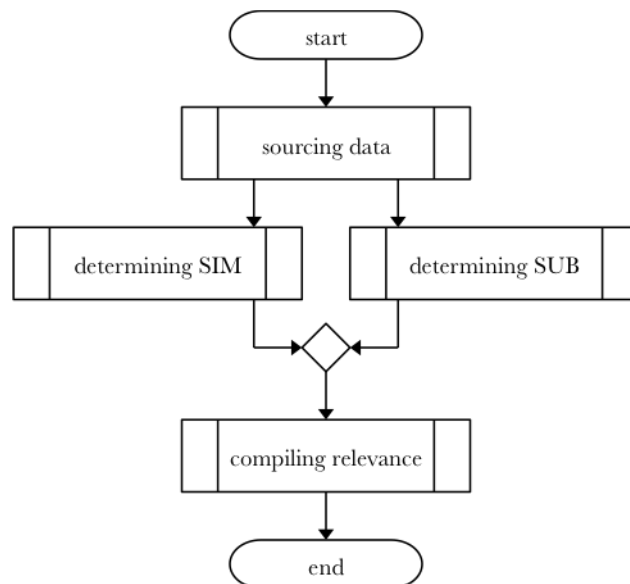 start
sourcing data
determining SIM
determining SUB
compiling relevance
end